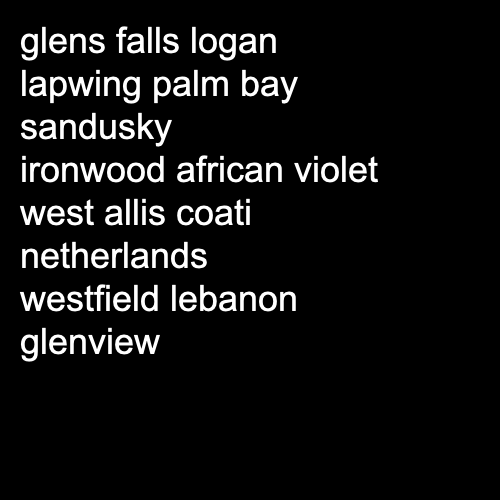 glens falls logan
lapwing palm bay
sandusky
ironwood african violet
west allis coati
netherlands
westfield lebanon
glenview